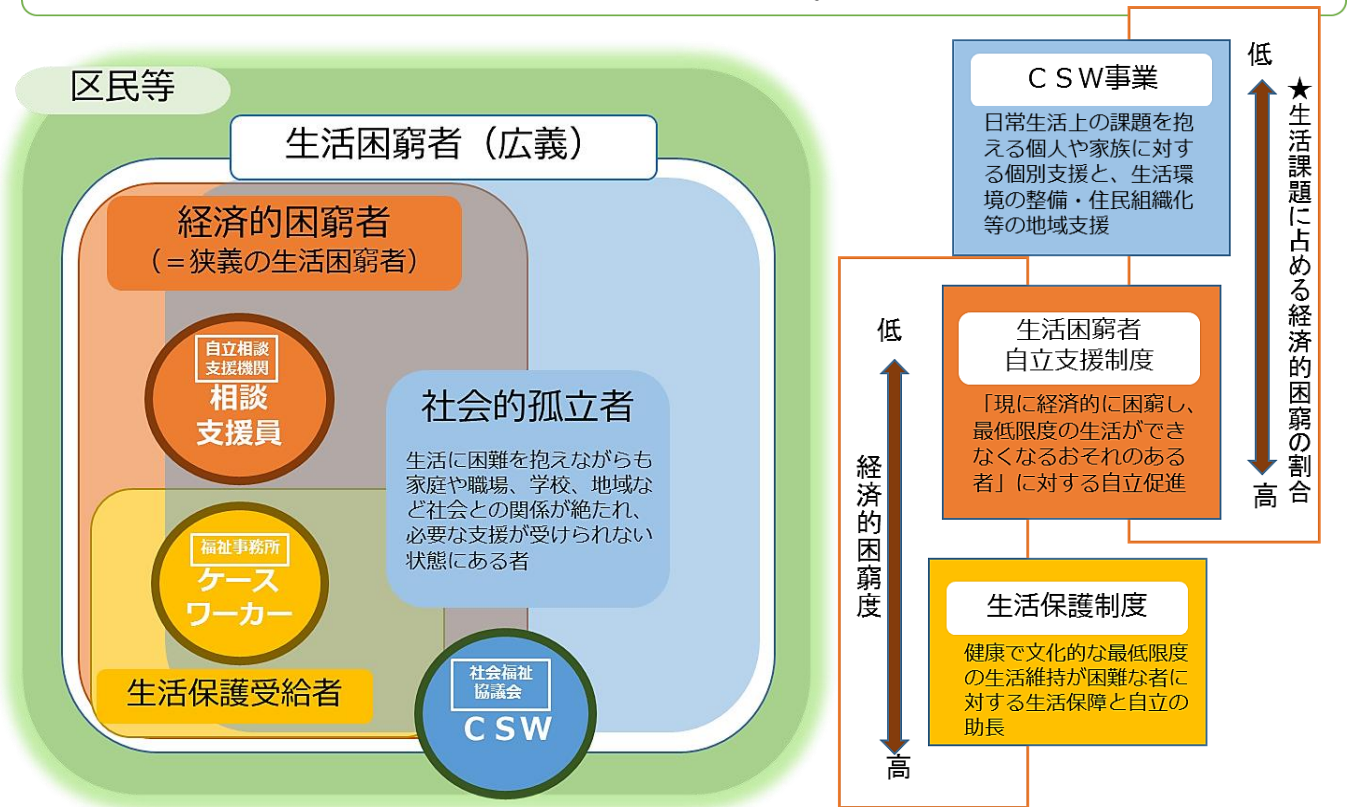 区民等
生活困窮者（広義）
経済的困窮者
（＝狭義の生活困窮者）
自立相談
支援機関
相談
支援員
社会的孤立者
生活に困難を抱えながらも
家庭や職場、学校、地域な
ど社会との関係が絶たれ、
必要な支援が受けられない
状態にある者
福祉事務所
ケース
ワーカー
生活保護受給者
社会福祉
協議会
ＣＳＷ
ＣＳＷ事業
日常生活上の課題を抱
える個人や家族に対す
る個別支援と、生活環
境の整備・住民組織化
等の地域支援
低
★生活課題に占める経済的困窮の割合
高
生活困窮者
自立支援制度
「現に経済的に困窮し、
最低限度の生活ができ
なくなるおそれのある
者」に対する自立促進
低
経済的困窮度
高
生活保護制度
健康で文化的な最低限度
の生活維持が困難な者に
対する生活保障と自立の
助長